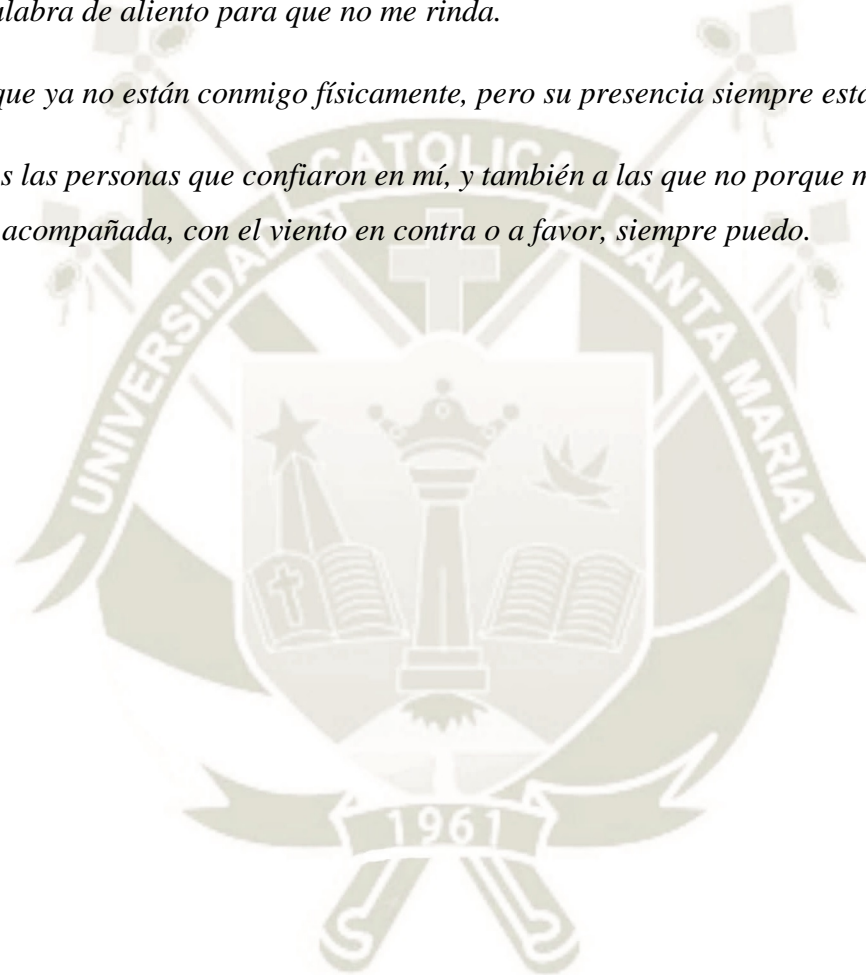 alabra de aliento para que no me rinda.
que ya no están conmigo físicamente, pero su presencia siempre esta
s las personas que confiaron en mí, y también a las que no porque
acompañada, con el viento en contra o a favor, siempre puedo.
UNIVERSIDAD CATOLICA SANTA MARIA
1961